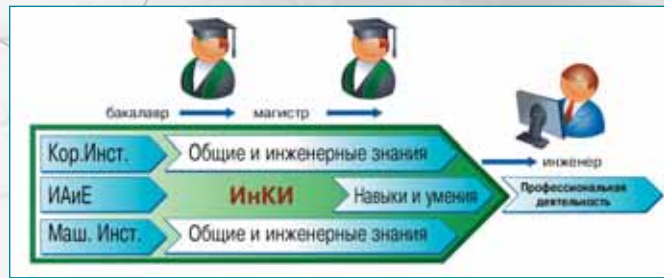 бакалавр магистр
инженер
Кор.Инст. Общие и инженерные знания
ИАиЕ ИнКИ Навыки и умения
Профессиональная
деятельность
Маш. Инст. Общие и инженерные знания